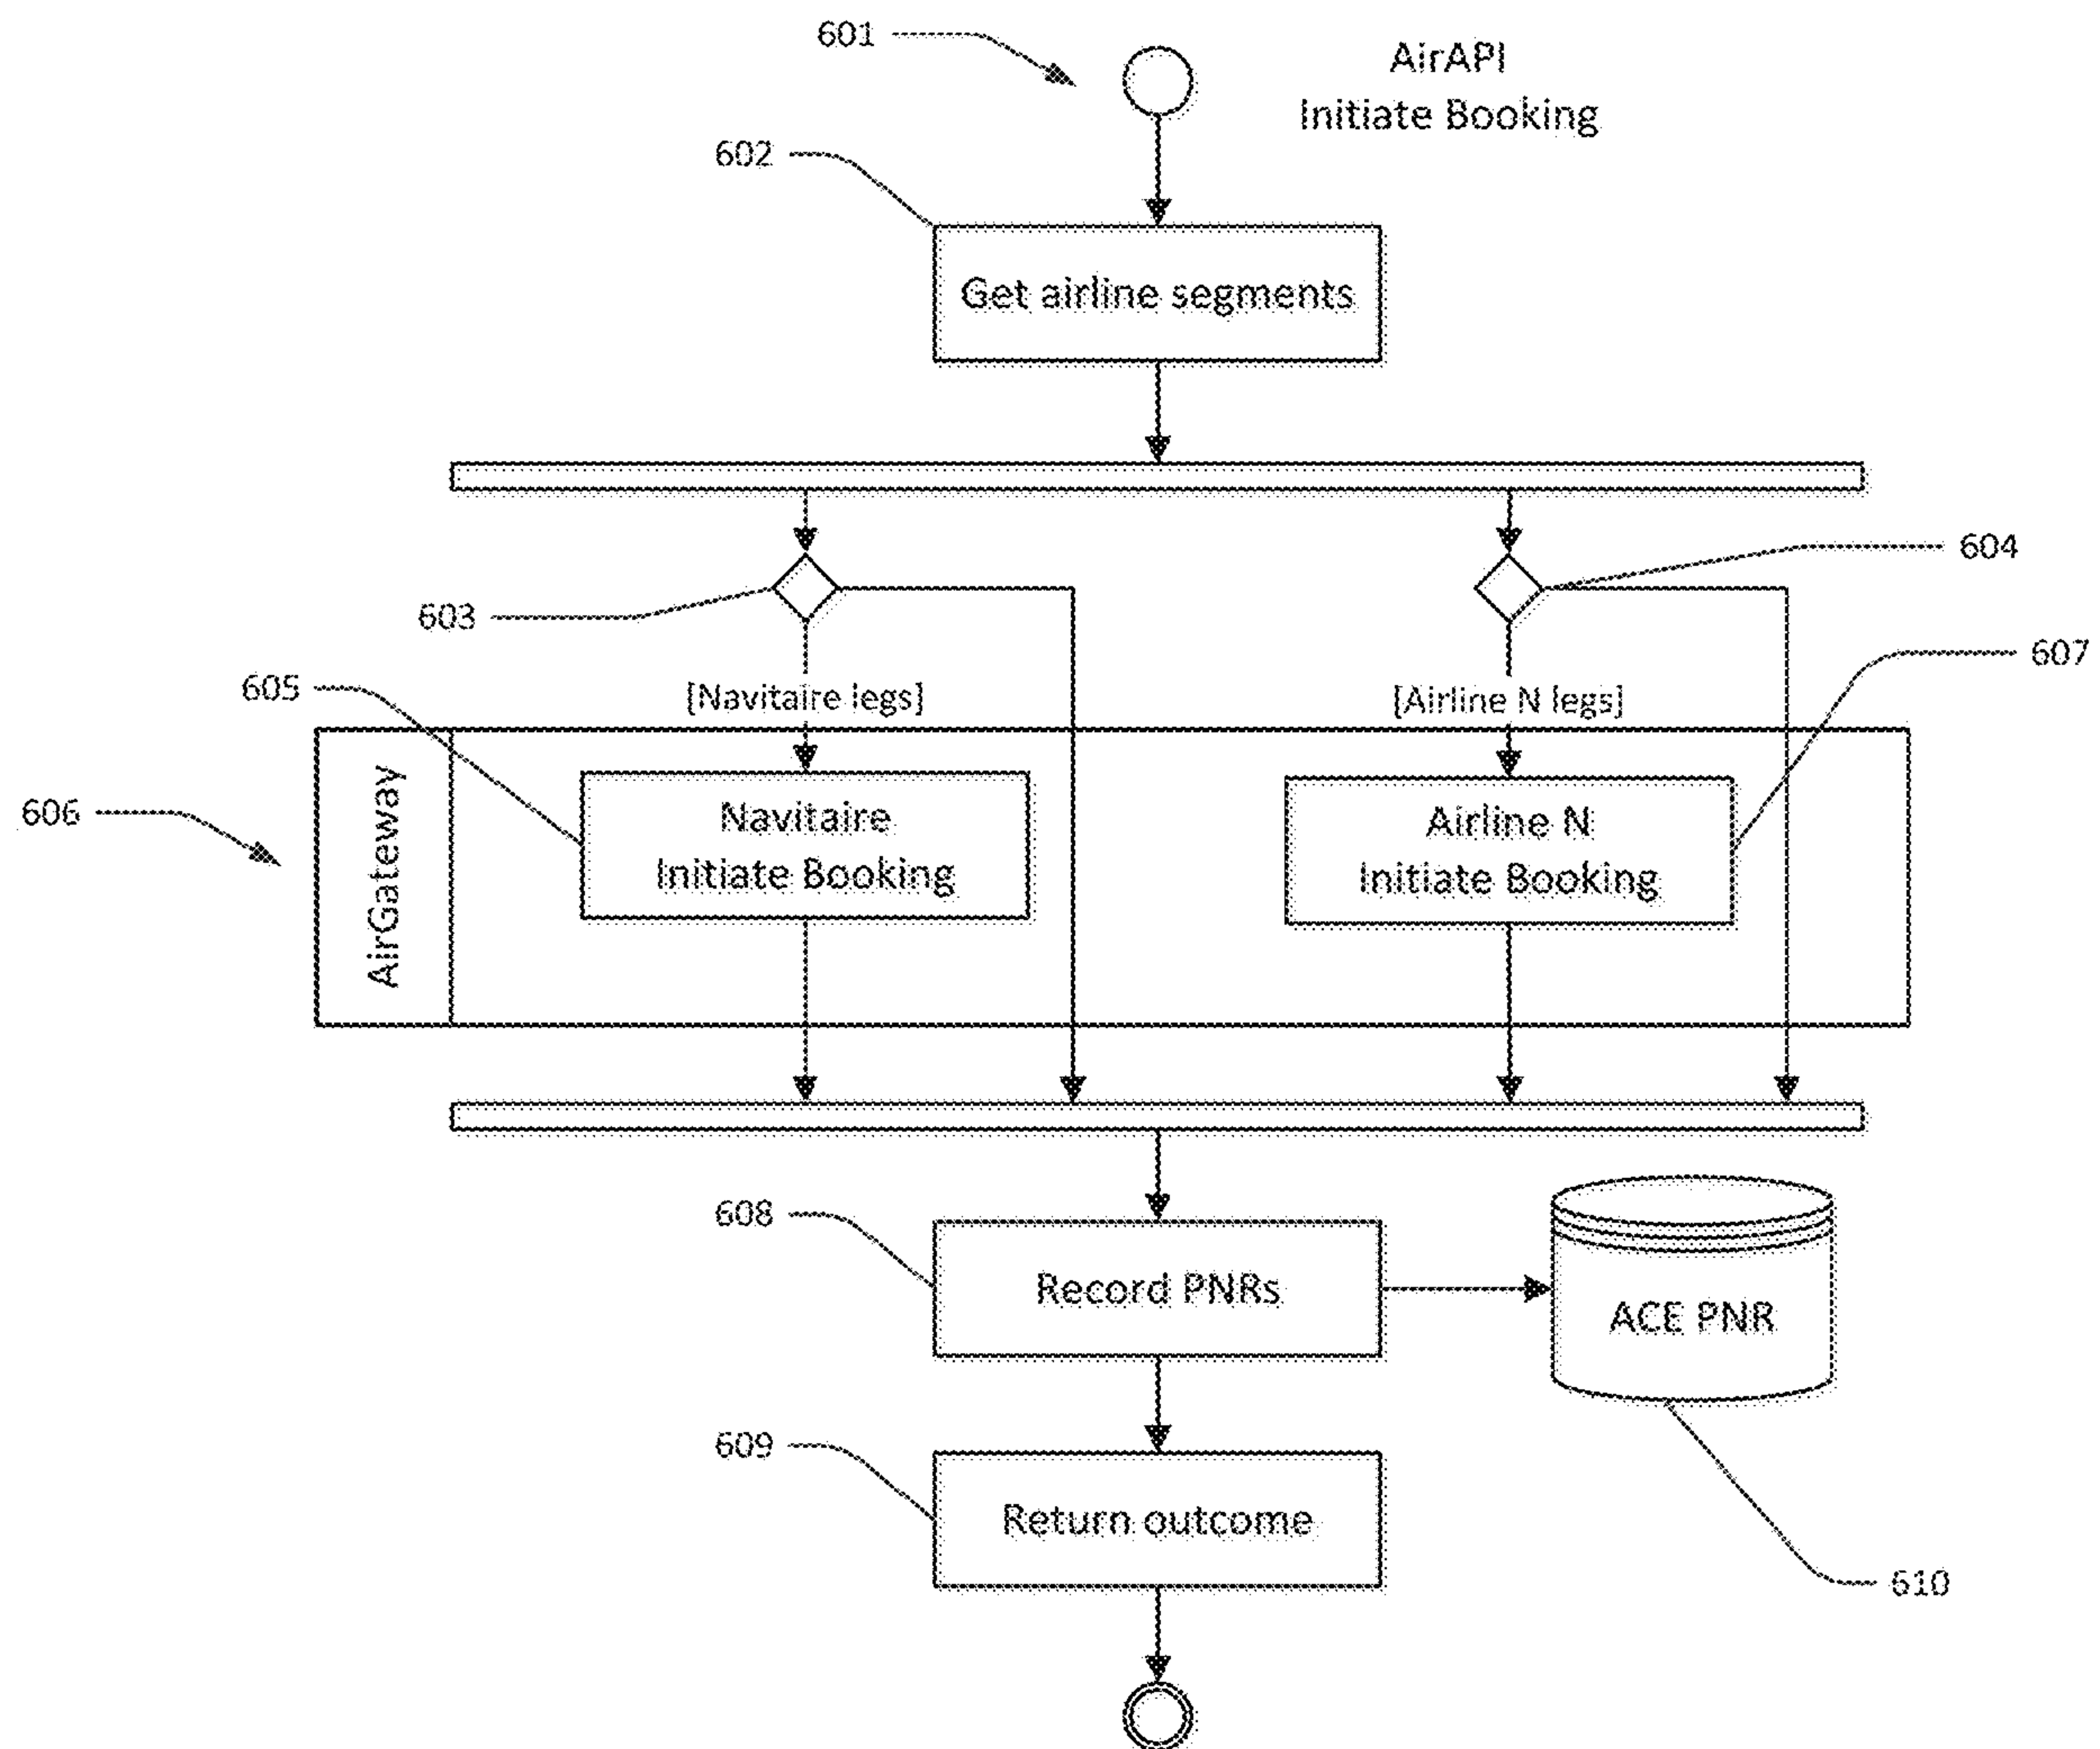 601
AirAPI
Initiate Booking
602
Get airline segments
603
604
605
[Navitaire legs]
[Airline N legs]
607
606
AirGateway
Navitaire
Initiate Booking
Airline N
Initiate Booking
608
Record PNRs
ACE PNR
609
Return outcome
610